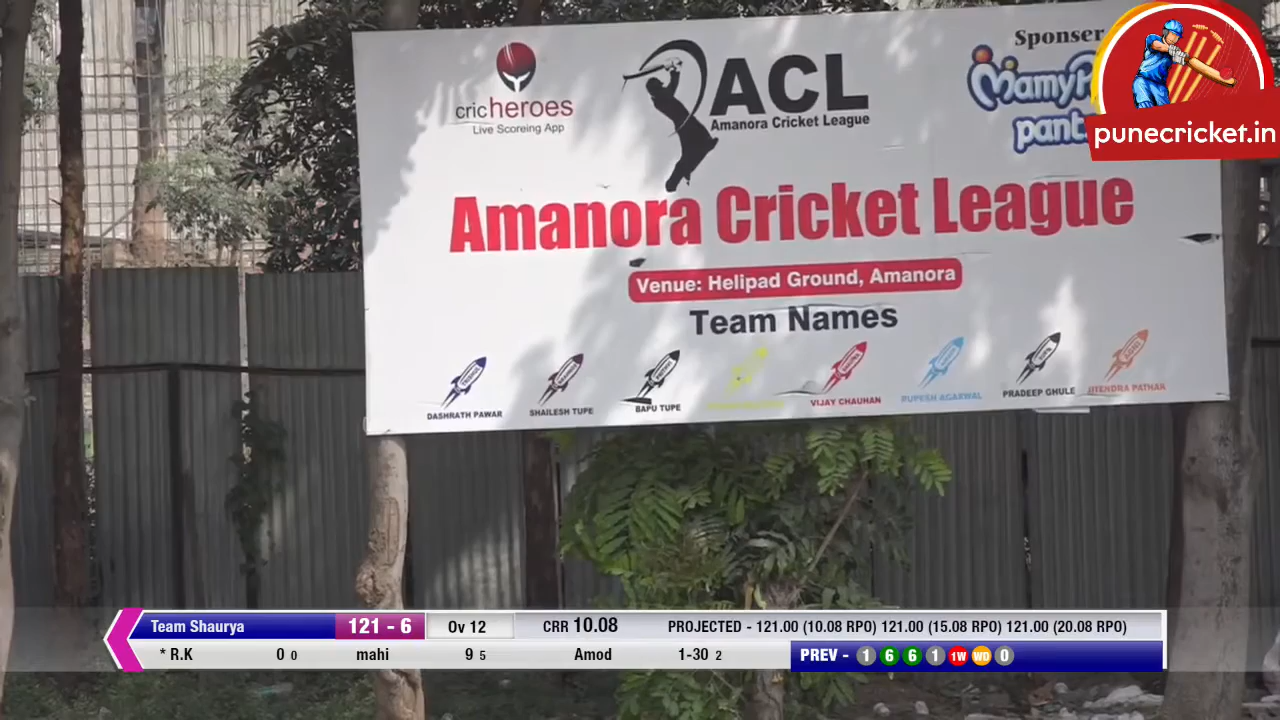 cricheroes
Live Scoreing App
ACL
Amanora Cricket League
Sponser
MamyP
pant
punecricket.in
Amanora Cricket League
Venue: Helipad Ground, Amanora
Team Names
DASHRATH PAWAR
SHAILESH TUPE
BAPU TUPE
VIJAY CHAUHAN
RUPESH AGARWAL
PRADEEP GHULE
JITENDRA PATHAK
Team Shaurya 121 - 6 Ov 12 CRR 10.08 PROJECTED - 121.00 (10.08 RPO) 121.00 (15.08 RPO) 121.00 (20.08 RPO)
* R.K 0 0 mahi 9 5 Amod 1-30 2 PREV - 1 6 6 1 1W WD 0